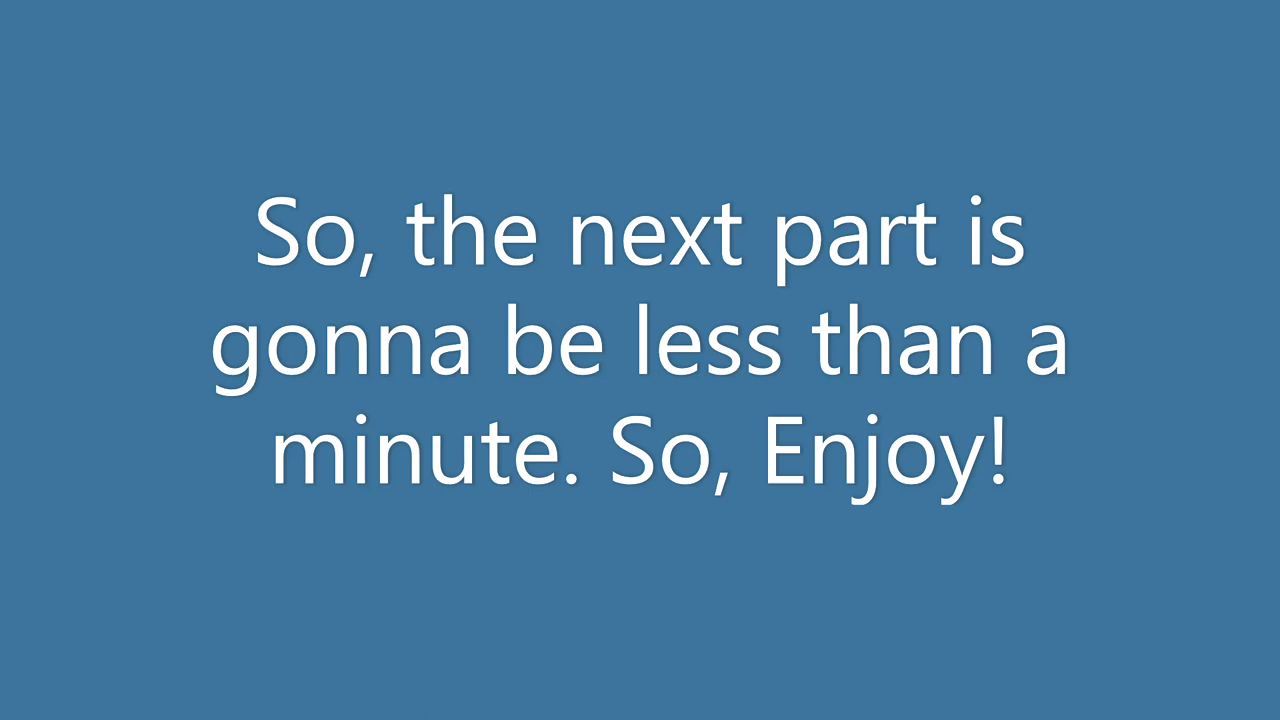 So, the next part is
gonna be less than a
minute. So, Enjoy!